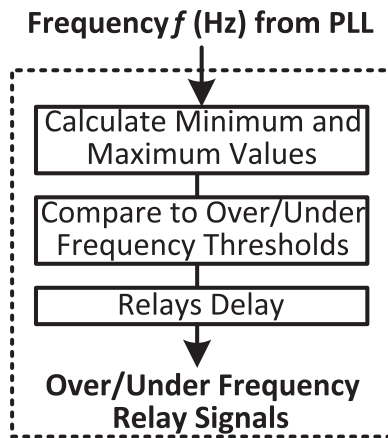 Frequency f (Hz) from PLL
Calculate Minimum and
Maximum Values
Compare to Over/Under
Frequency Thresholds
Relays Delay
Over/Under Frequency
Relay Signals